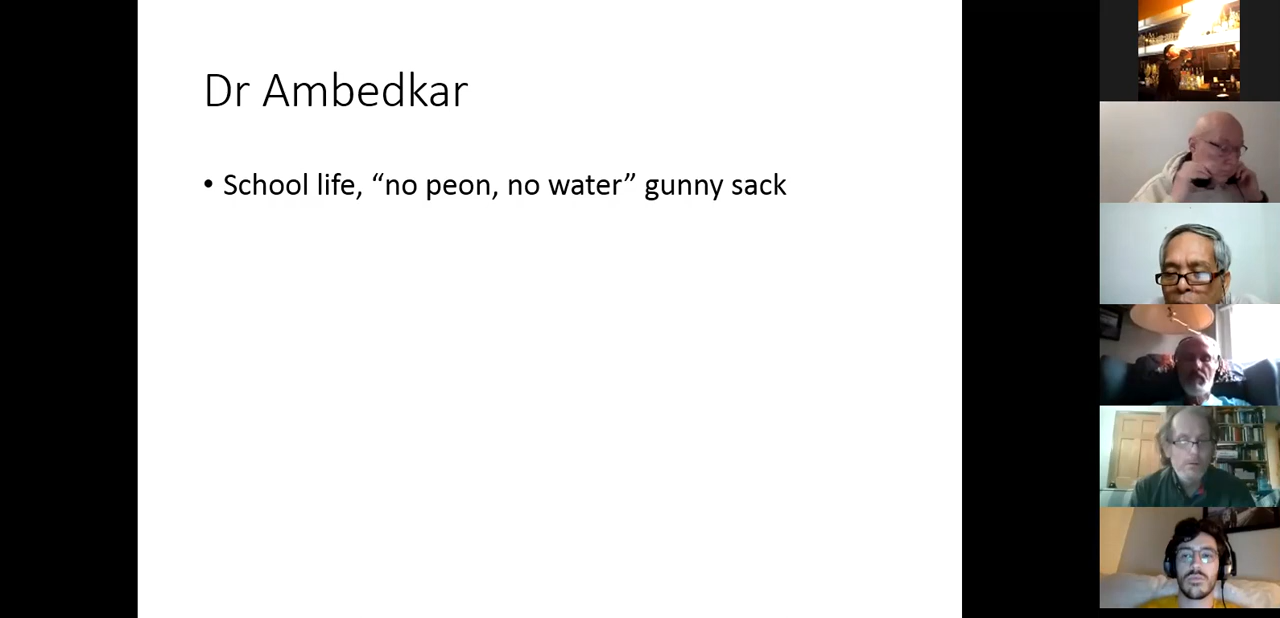 Dr Ambedkar
• School life, “no peon, no water” gunny sack